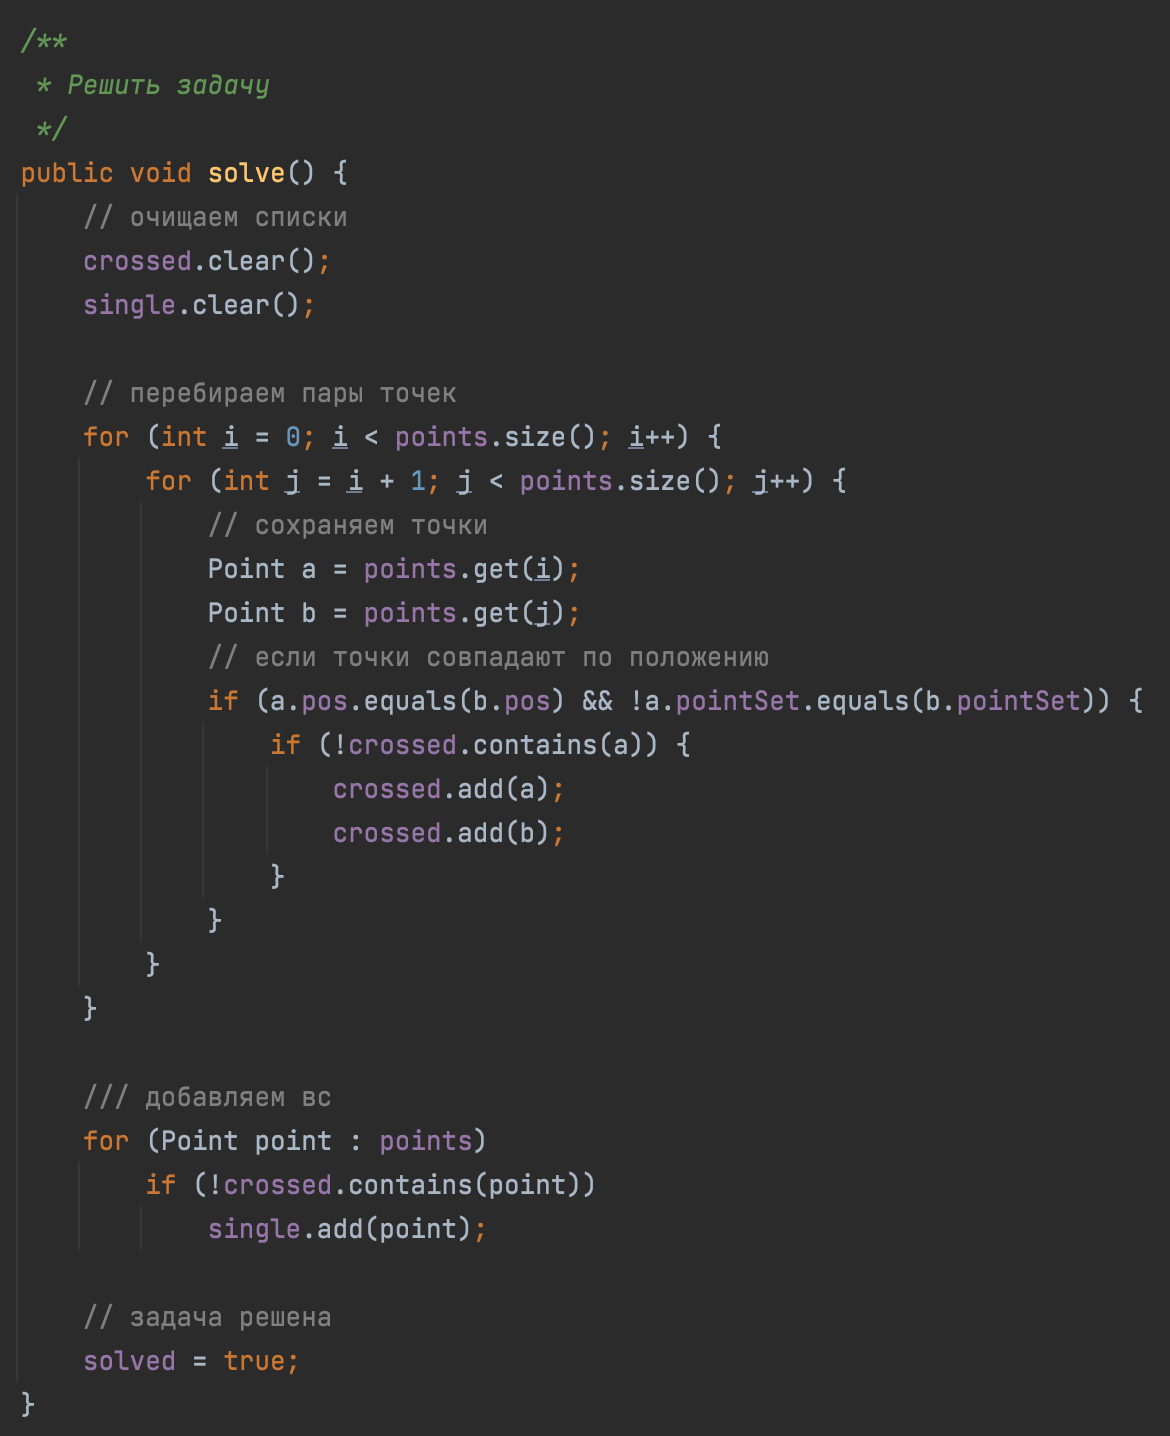 /**
 * Решить задачу
 */
public void solve() {
    // очищаем списки
    crossed.clear();
    single.clear();

    // перебираем пары точек
    for (int i = 0; i < points.size(); i++) {
        for (int j = i + 1; j < points.size(); j++) {
            // сохраняем точки
            Point a = points.get(i);
            Point b = points.get(j);
            // если точки совпадают по положению
            if (a.pos.equals(b.pos) && !a.pointSet.equals(b.pointSet)) {
                if (!crossed.contains(a)) {
                    crossed.add(a);
                    crossed.add(b);
                }
            }
        }
    }

    /// добавляем вс
    for (Point point : points)
        if (!crossed.contains(point))
            single.add(point);

    // задача решена
    solved = true;
}